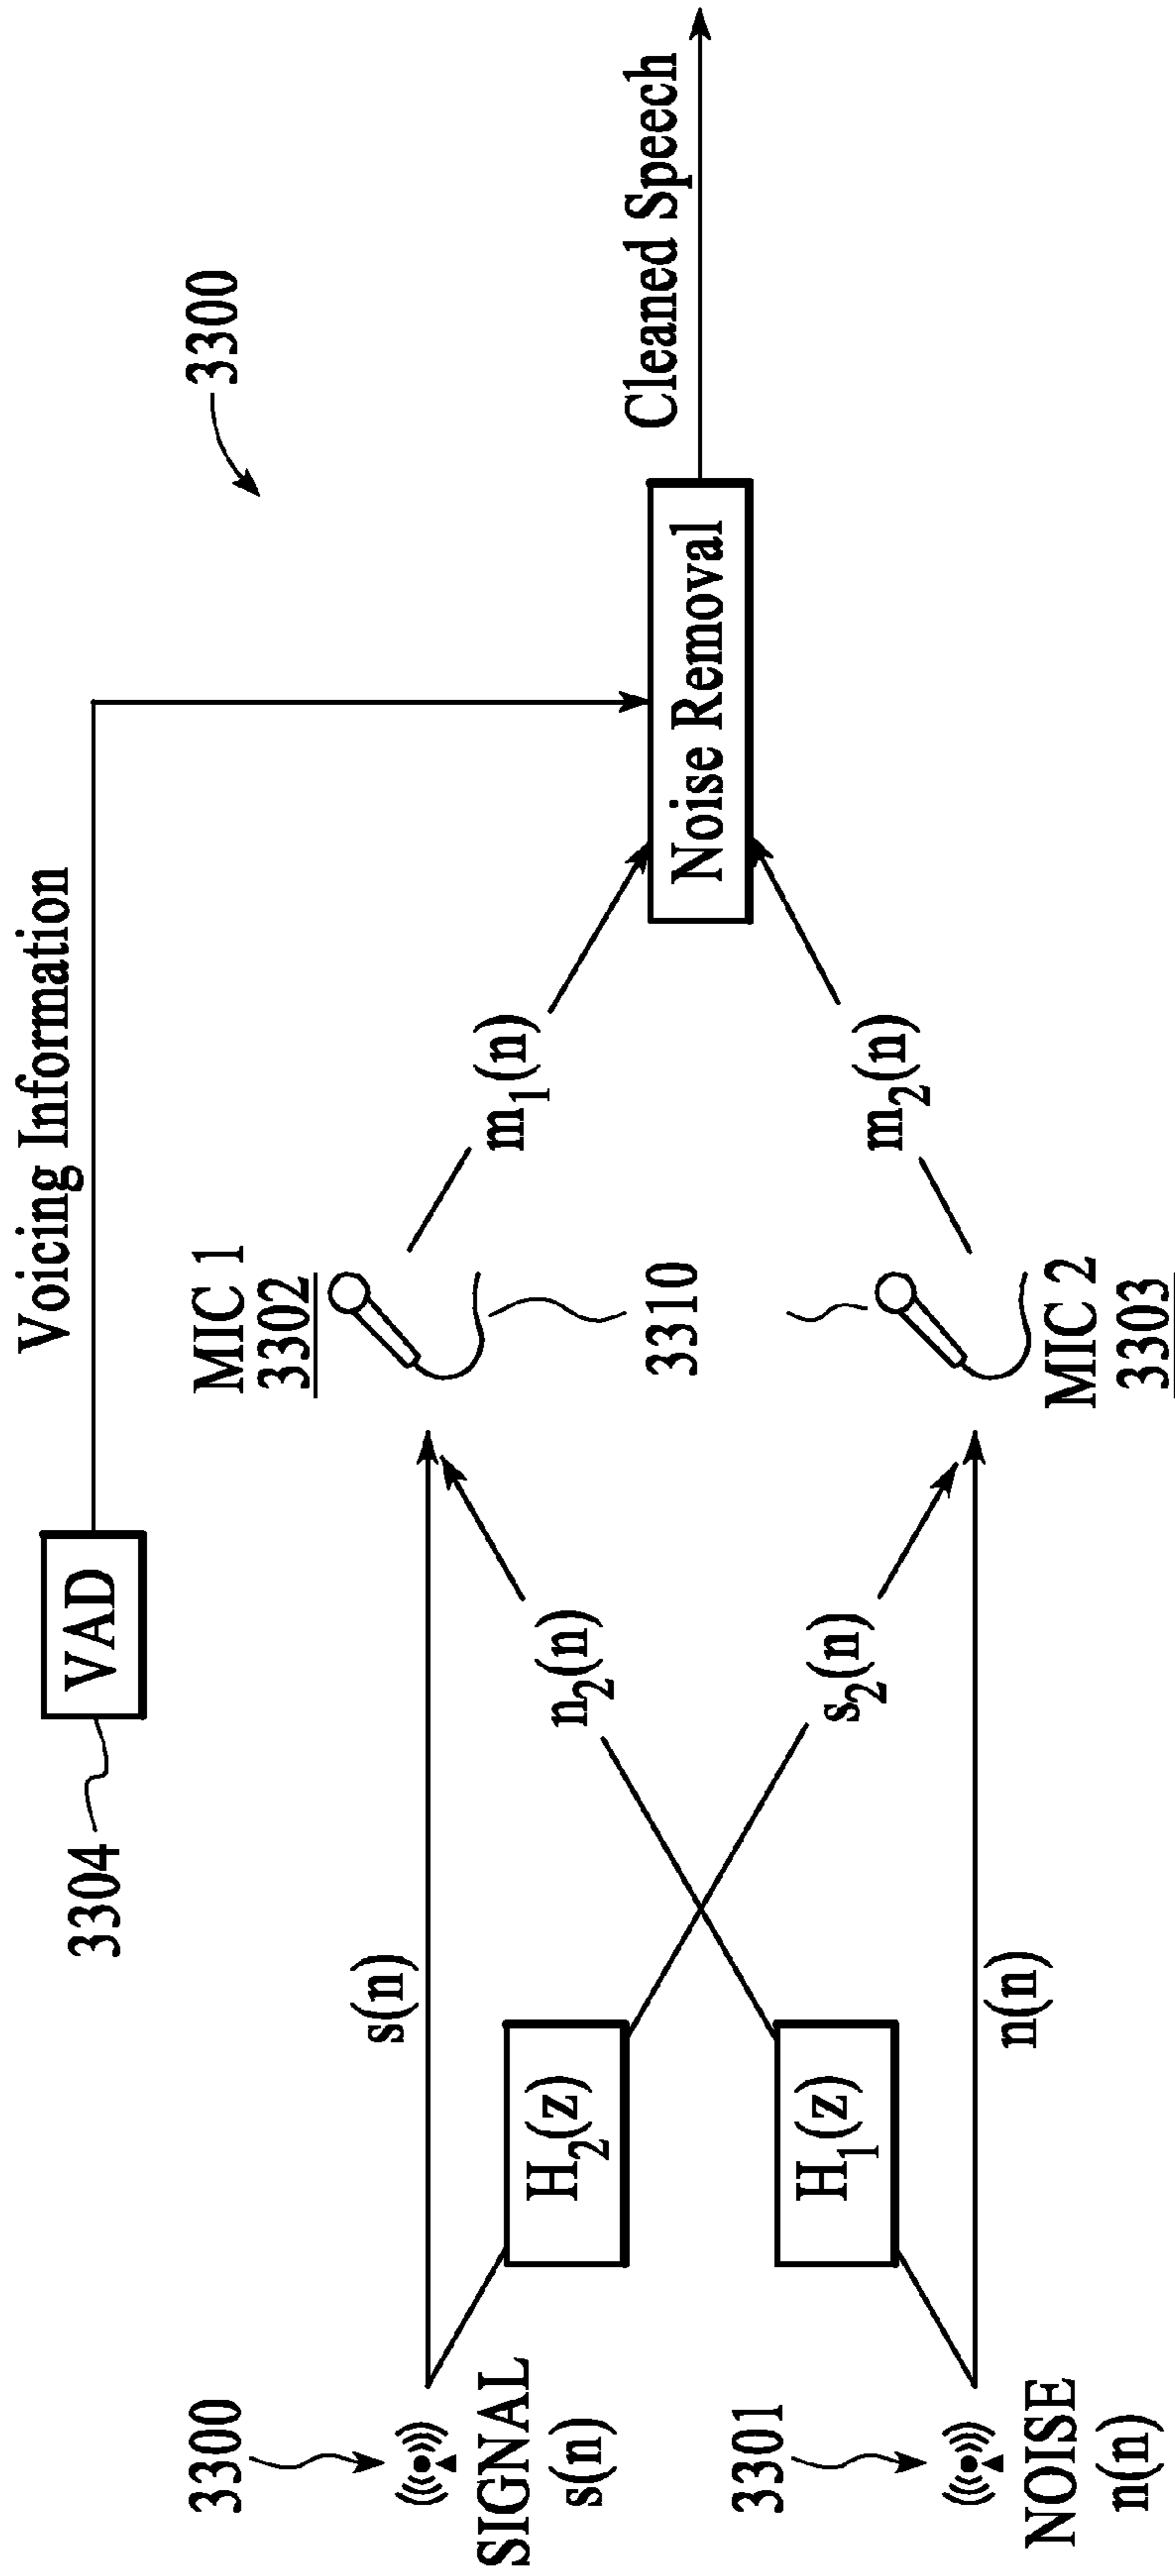 Voicing Information
VAD
3304
3300
MIC 1
3302
s(n)
3300
SIGNAL
s(n)
H2(z)
n2(n)
m1(n)
3310
Noise Removal
Cleaned Speech
3301
NOISE
n(n)
H1(z)
s2(n)
m2(n)
n(n)
MIC 2
3303